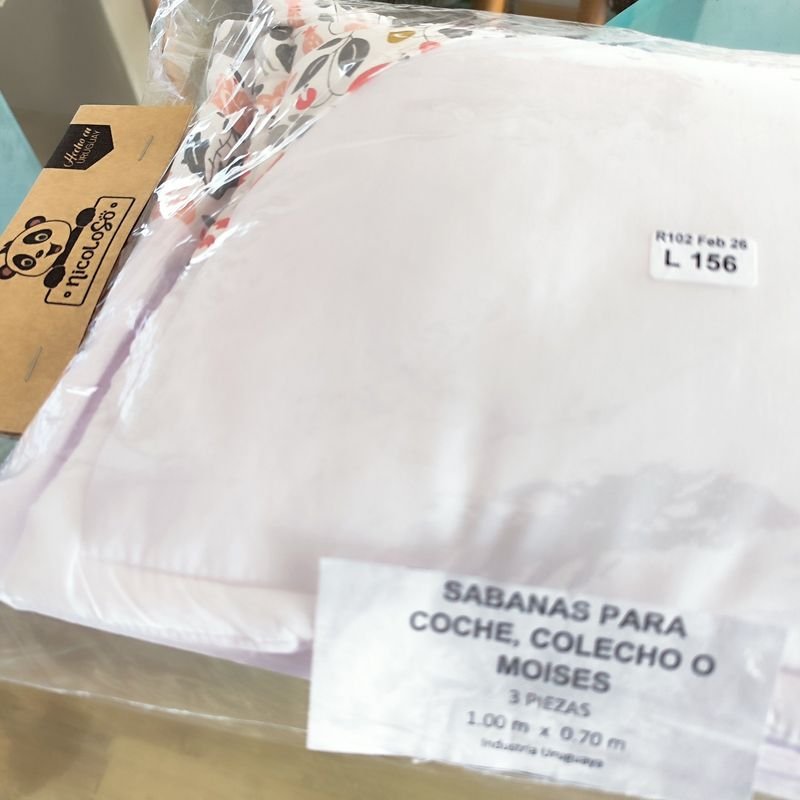 Hecho en
URUGUAY
nicoLoSo
R102 Feb 26
L 156
SABANAS PARA
COCHE, COLECHO O
MOISES
3 PIEZAS
1.00 m x 0.70 m
Industria Uruguaya